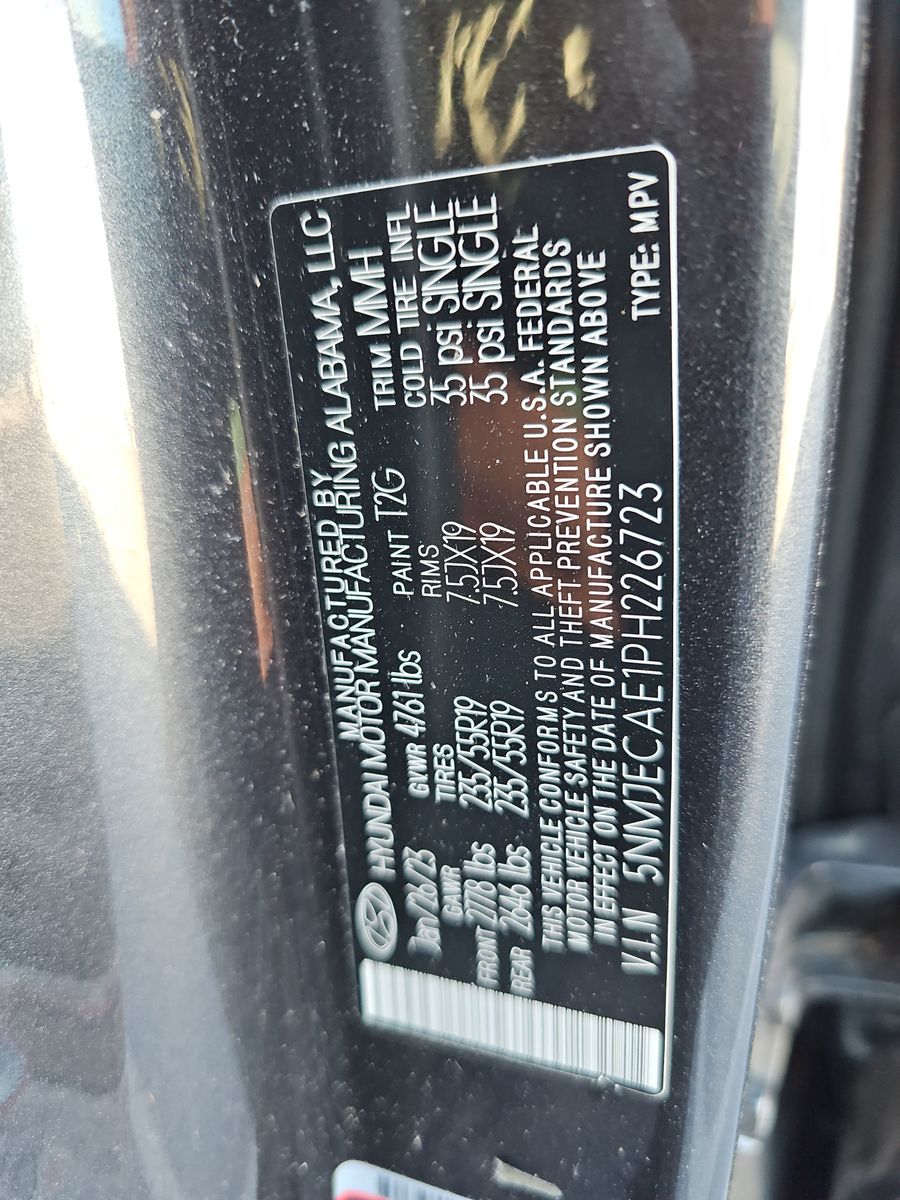 MANUFACTURED BY
HYUNDAI MOTOR MANUFACTURING ALABAMA, LLC
Jan/26/23 GVWR 4761 lbs PAINT T2G TRIM MMH
GAWR TIRES RIMS COLD TIRE INFL
FRONT 2778 lbs 235/55R19 7.5JX19 35 psi SINGLE
REAR 2646 lbs 235/55R19 7.5JX19 35 psi SINGLE
THIS VEHICLE CONFORMS TO ALL APPLICABLE U.S.A. FEDERAL
MOTOR VEHICLE SAFETY AND THEFT PREVENTION STANDARDS
IN EFFECT ON THE DATE OF MANUFACTURE SHOWN ABOVE
V.I.N 5NMJECAE1PH226723 TYPE: MPV